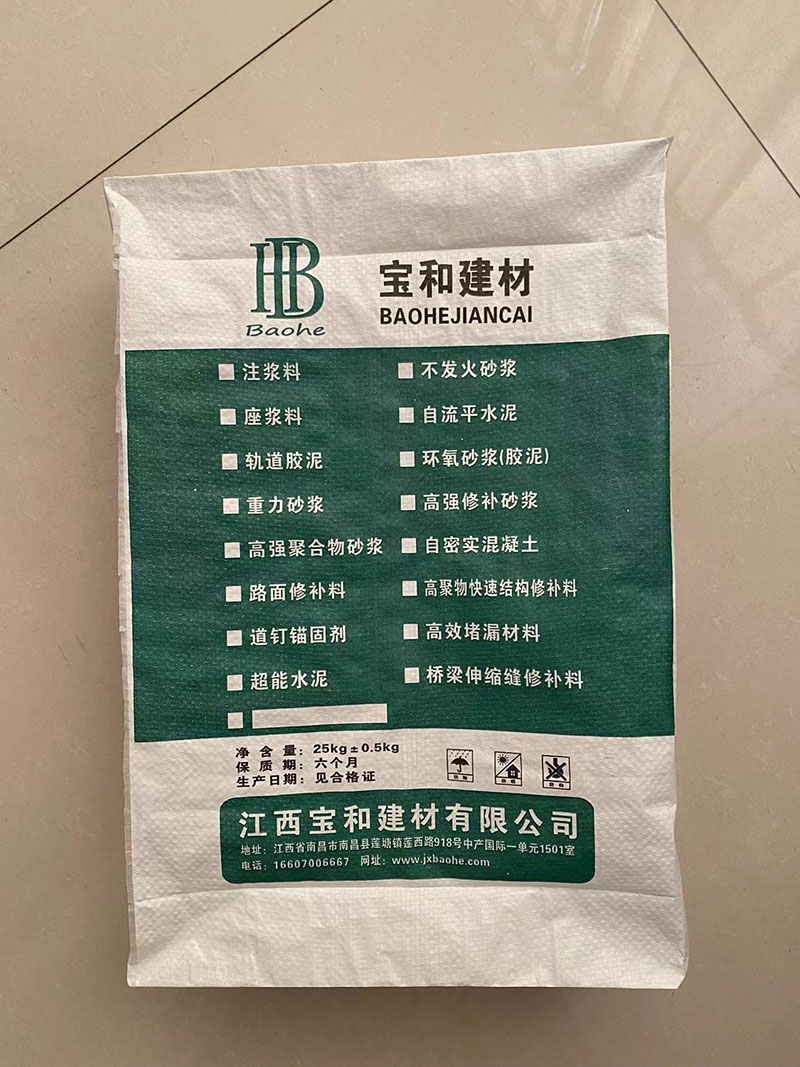 HB
Baohe
宝和建材
BAOHEJIANCAI
注浆料
不发火砂浆
座浆料
自流平水泥
轨道胶泥
环氧砂浆(胶泥)
重力砂浆
高强修补砂浆
高强聚合物砂浆
自密实混凝土
路面修补料
高聚物快速结构修补料
道钉锚固剂
高效堵漏材料
超能水泥
桥梁伸缩缝修补料
净含量：25kg±0.5kg
保质期：六个月
生产日期：见合格证
江西宝和建材有限公司
地址：江西省南昌市南昌县莲塘镇莲西路918号中产国际一单元1501室
电话：16607006667 网址：www.jxbaohe.com